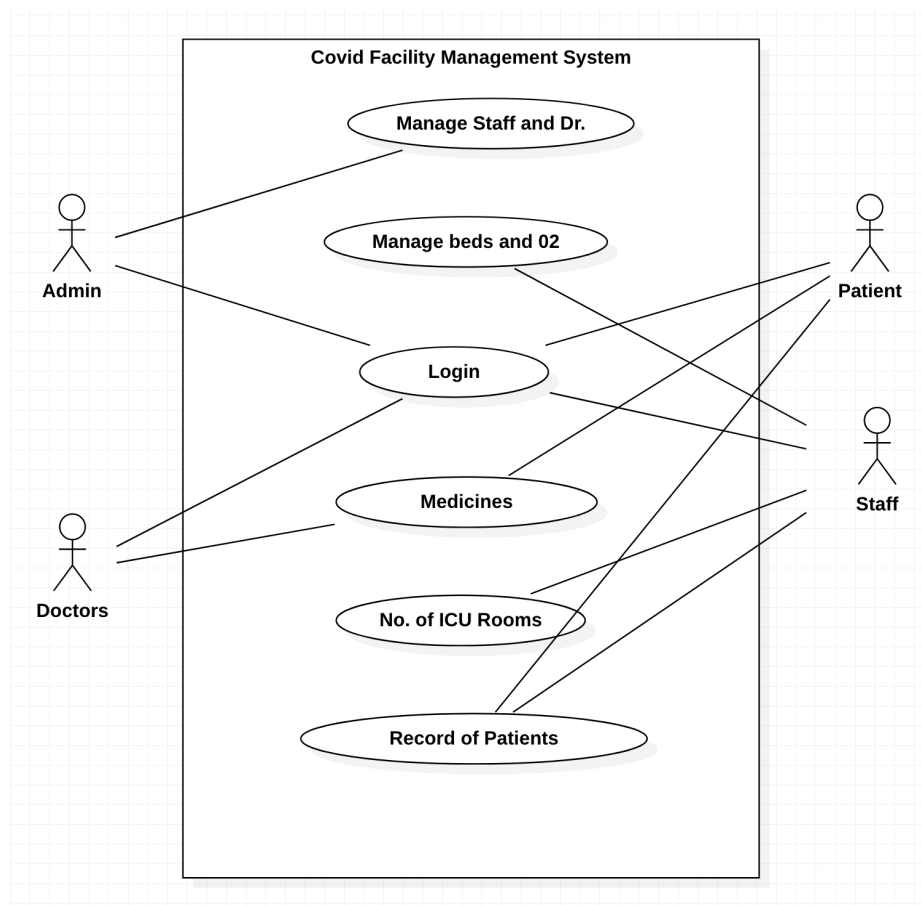 Covid Facility Management System
Manage Staff and Dr.
Manage beds and 02
Admin
Patient
Login
Medicines
Staff
Doctors
No. of ICU Rooms
Record of Patients